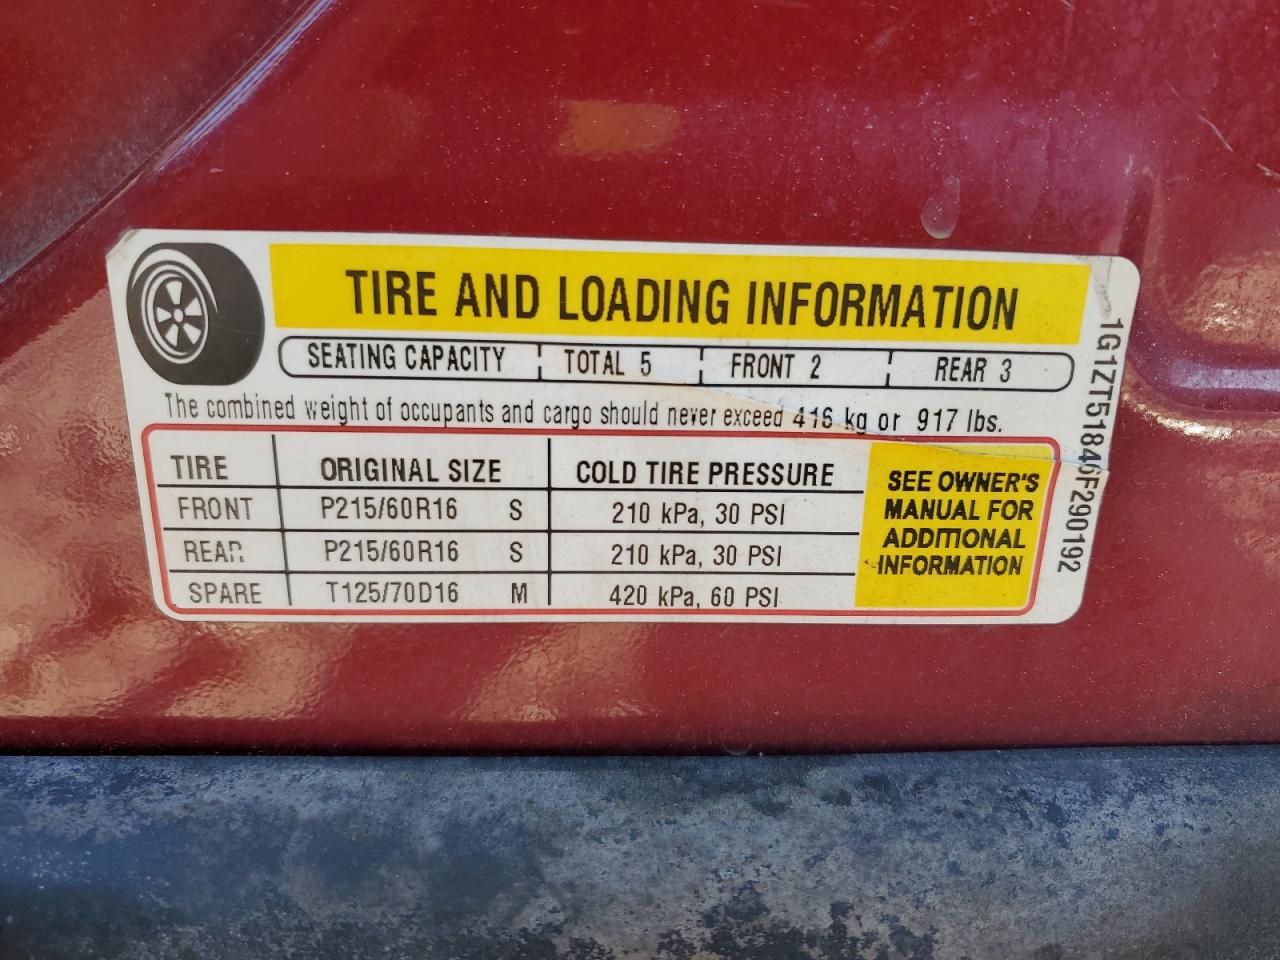 TIRE AND LOADING INFORMATION
SEATING CAPACITY TOTAL 5 FRONT 2 REAR 3
The combined weight of occupants and cargo should never exceed 416 kg or 917 lbs.
TIRE ORIGINAL SIZE COLD TIRE PRESSURE
FRONT P215/60R16 S 210 kPa, 30 PSI
REAR P215/60R16 S 210 kPa, 30 PSI
SPARE T125/70D16 M 420 kPa, 60 PSI
SEE OWNER'S
MANUAL FOR
ADDITIONAL
INFORMATION
1G1ZT51846F290192